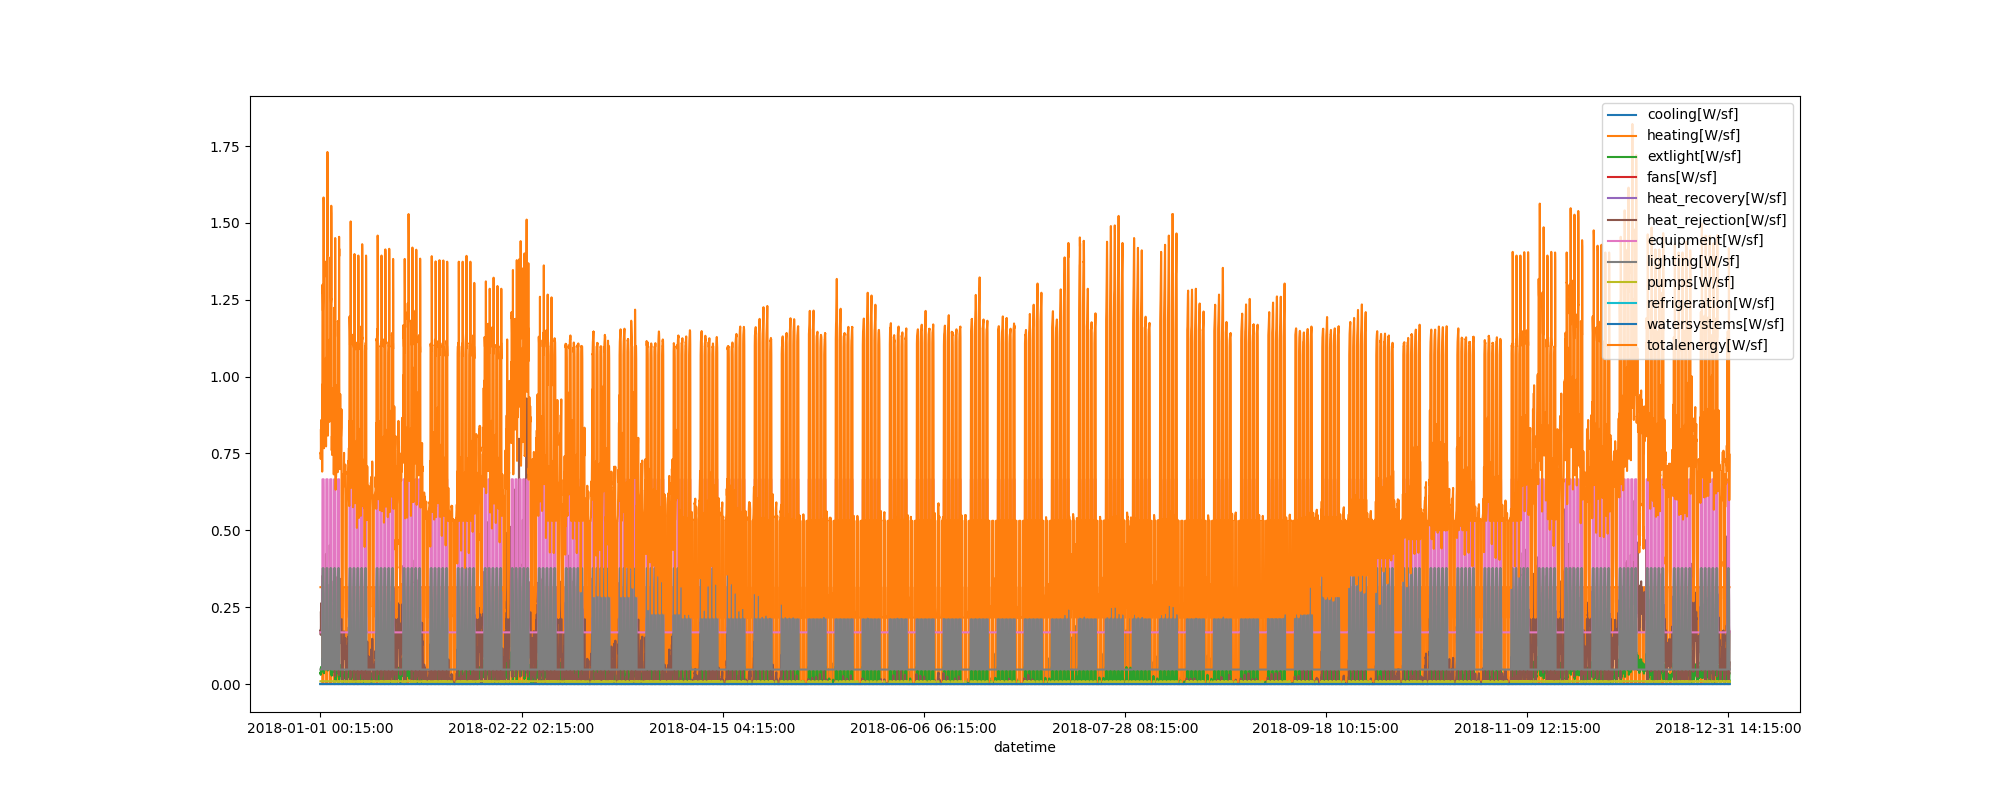 1.75
1.50
1.25
1.00
0.75
0.50
0.25
0.00
cooling[W/sf]
heating[W/sf]
extlight[W/sf]
fans[W/sf]
heat_recovery[W/sf]
heat_rejection[W/sf]
equipment[W/sf]
lighting[W/sf]
pumps[W/sf]
refrigeration[W/sf]
watersystems[W/sf]
totalenergy[W/sf]
2018-01-01 00:15:00 2018-02-22 02:15:00 2018-04-15 04:15:00 2018-06-06 06:15:00 2018-07-28 08:15:00 2018-09-18 10:15:00 2018-11-09 12:15:00 2018-12-31 14:15:00
datetime